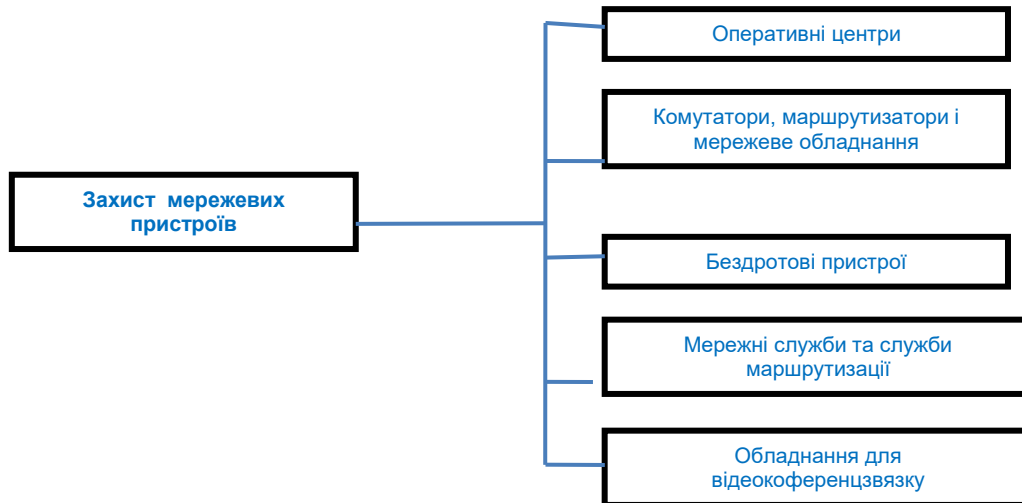 Оперативні центри
Комутатори, маршрутизатори і
мережеве обладнання
Захист мережевих
пристроїв
Бездротові пристрої
Мережні служби та служби
маршрутизації
Обладнання для
відеокоференцзвязку